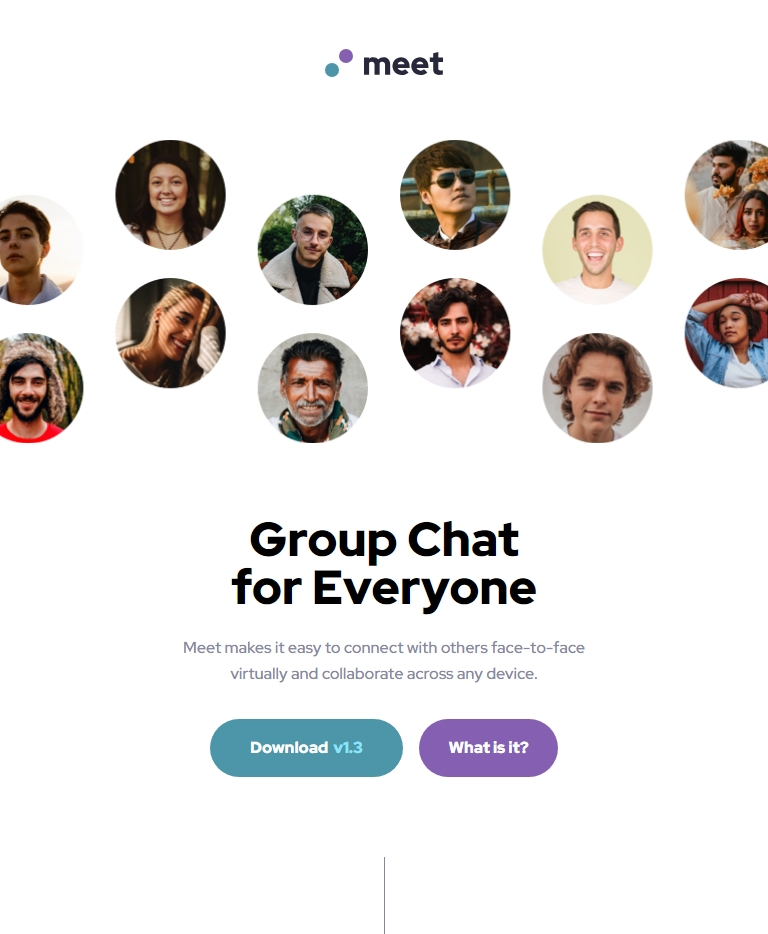 meet
Group Chat
for Everyone
Meet makes it easy to connect with others face-to-face
virtually and collaborate across any device.
Download v1.3
What is it?